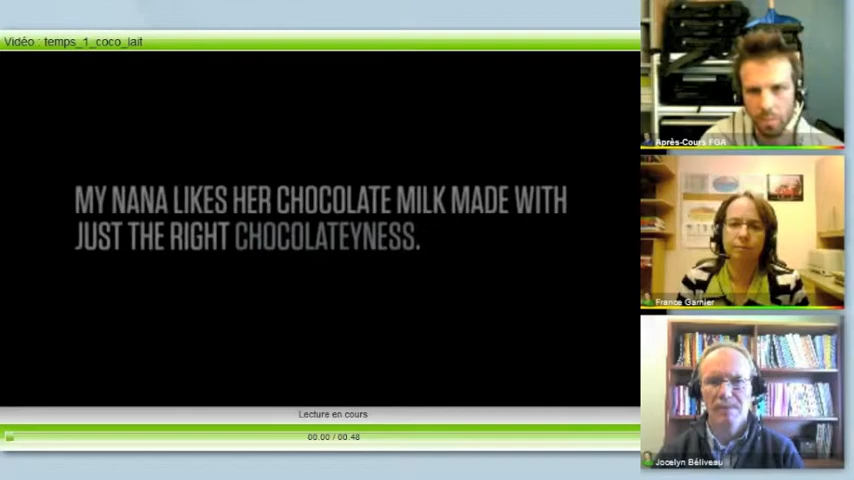 Vidéo : temps_1_coco_lait
MY NANA LIKES HER CHOCOLATE MILK MADE WITH
JUST THE RIGHT CHOCOLATEYNESS.
Lecture en cours
00:00 / 00:48
Après-Cours FGA
France Garnier
Jocelyn Béliveau